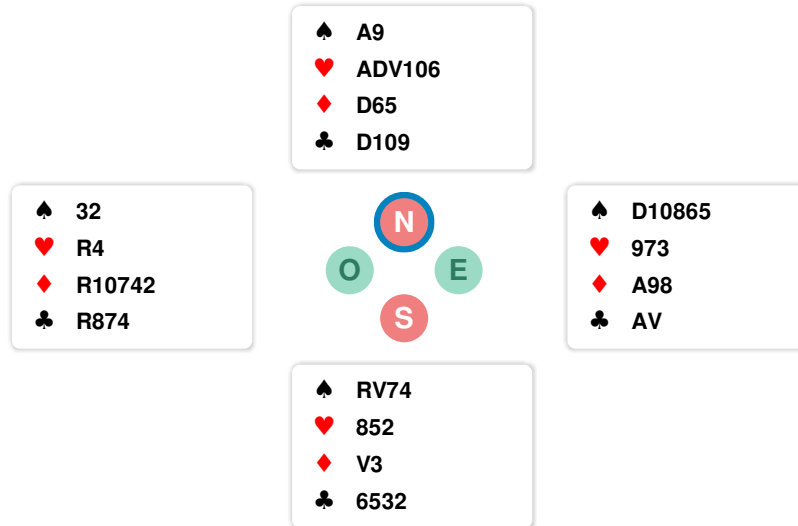 ♠ A9
♥ ADV106
♦ D65
♣ D109
♠ 32
♥ R4
♦ R10742
♣ R874
N
O E
S
♠ D10865
♥ 973
♦ A98
♣ AV
♠ RV74
♥ 852
♦ V3
♣ 6532